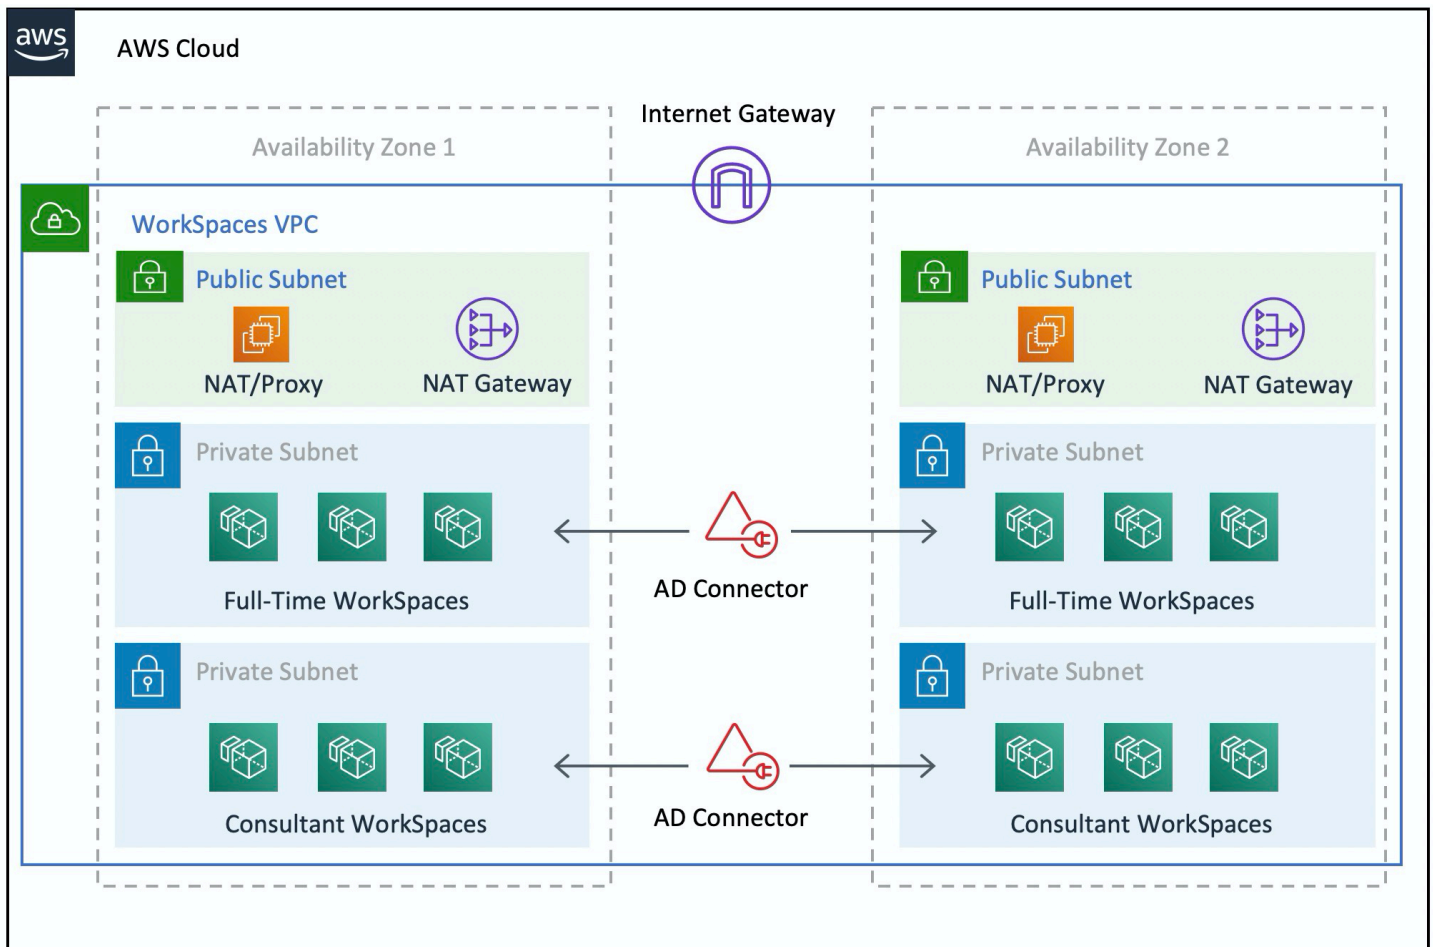 aws
AWS Cloud
Internet Gateway
Availability Zone 1
Availability Zone 2
WorkSpaces VPC
Public Subnet
NAT/Proxy
NAT Gateway
Public Subnet
NAT/Proxy
NAT Gateway
Private Subnet
Full-Time WorkSpaces
AD Connector
Private Subnet
Full-Time WorkSpaces
Private Subnet
Consultant WorkSpaces
AD Connector
Private Subnet
Consultant WorkSpaces